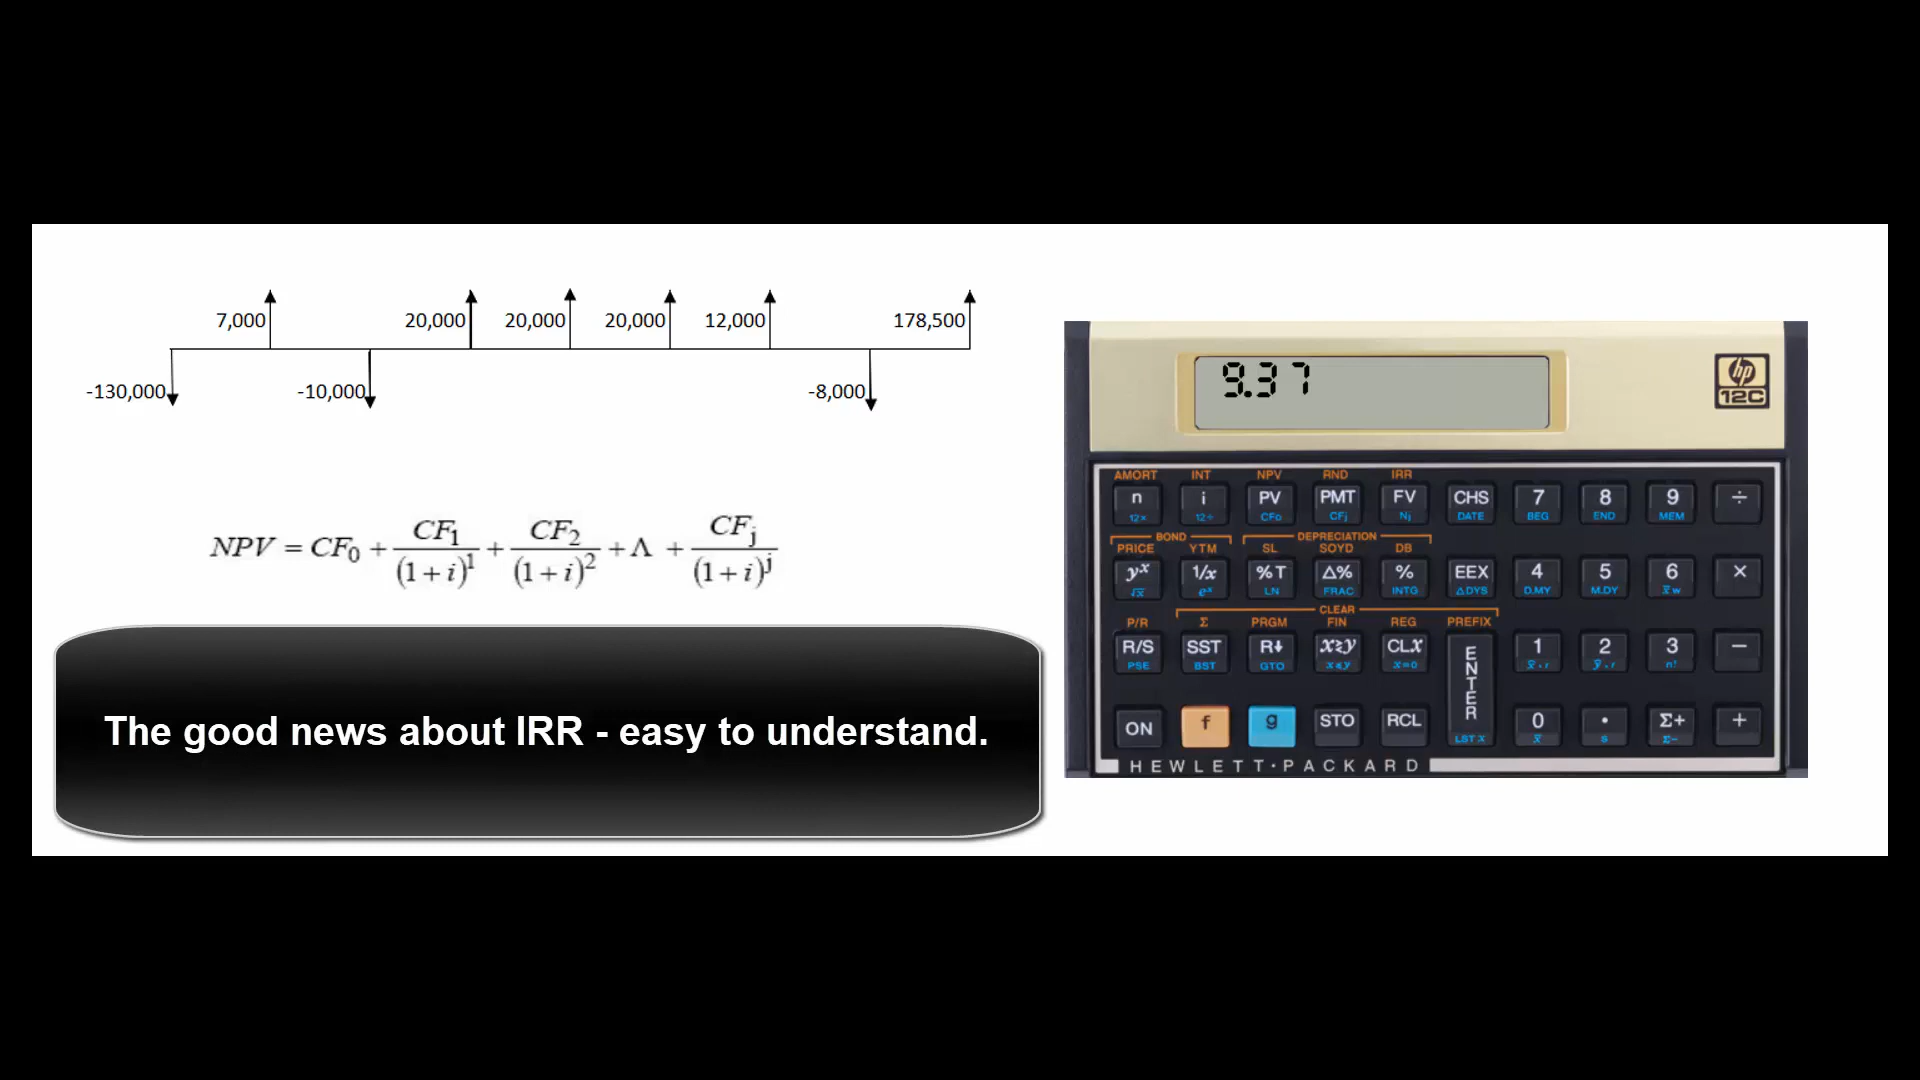 7,000 20,000 20,000 20,000 12,000 178,500
-130,000 -10,000 -8,000
NPV = CF₀ + CF₁/(1+i)¹ + CF₂/(1+i)² + Λ + CFⱼ/(1+i)ʲ
The good news about IRR - easy to understand.
9.37
hp
12C
AMORT INT NPV RND IRR
n i PV PMT FV CHS 7 8 9 ÷
12× 12÷ CFo CFj Nj DATE BEG END MEM
BOND DEPRECIATION
PRICE YTM SL SOYD DB
yˣ 1/x %T Δ% % EEX 4 5 6 ×
√x eˣ LN FRAC INTG ΔDYS D.MY M.DY x̄w
CLEAR
P/R Σ PRGM FIN REG PREFIX
R/S SST R↓ x≷y CLx ENTER 1 2 3 −
PSE BST GTO x≤y x=0 x̂,r ŷ,r n!
ON f g STO RCL 0 • Σ+ +
LST x x̄ s Σ−
HEWLETT·PACKARD